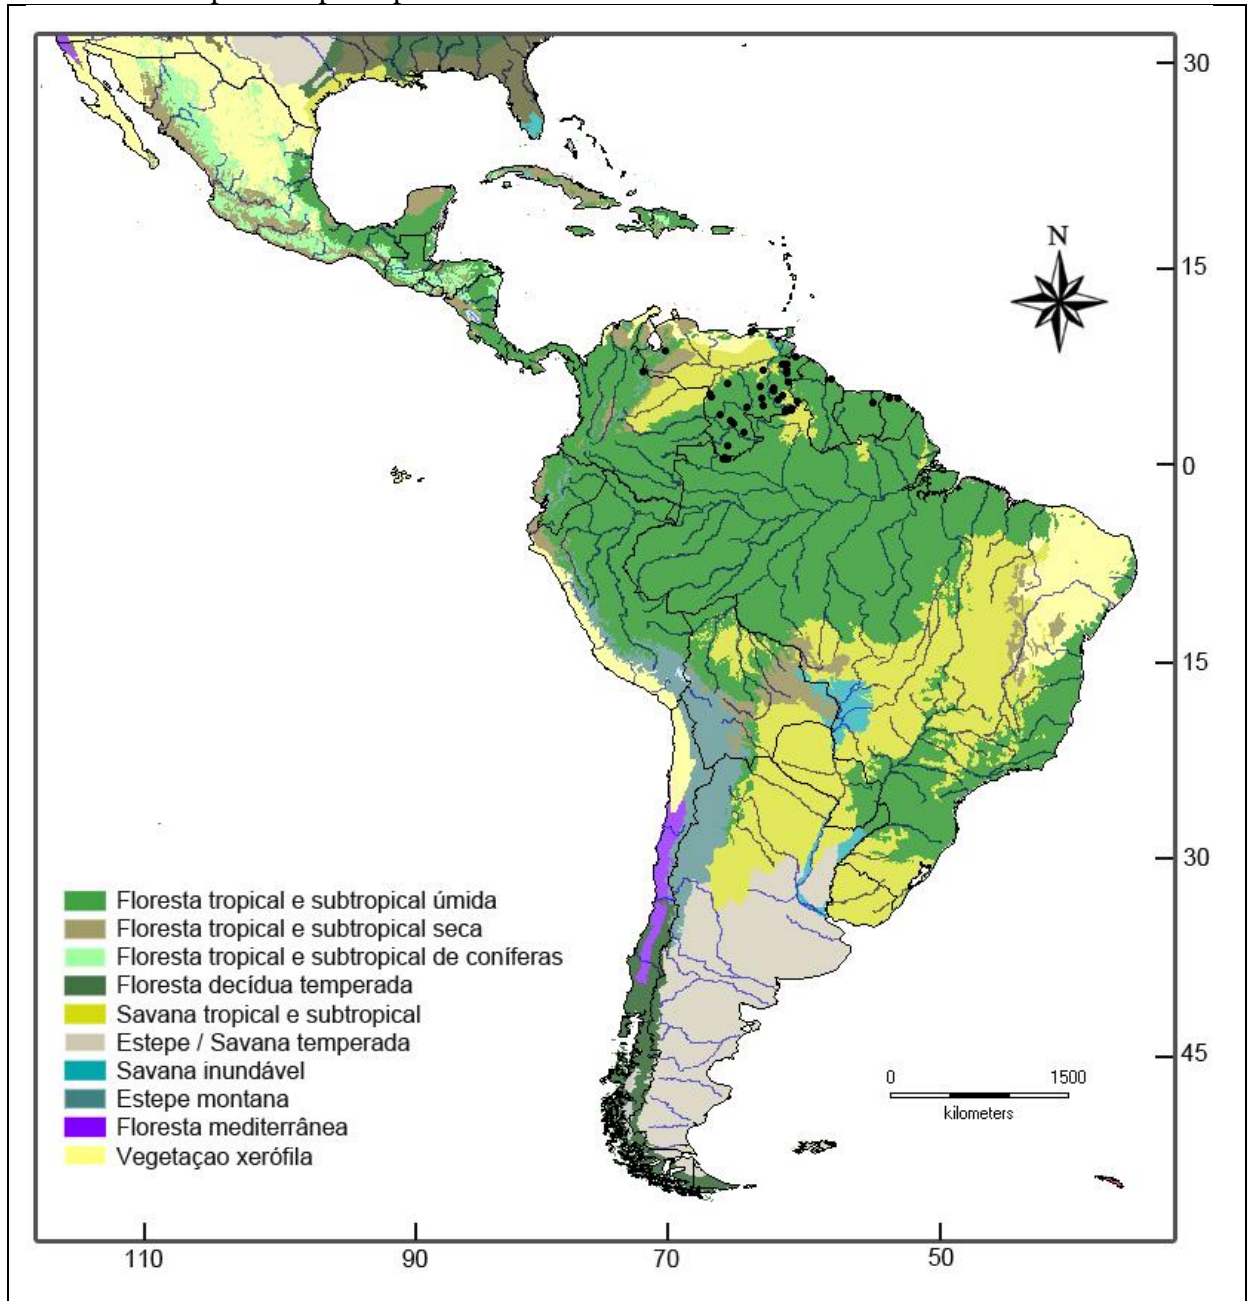 30
N
15
0
15
30
Floresta tropical e subtropical úmida
Floresta tropical e subtropical seca
Floresta tropical e subtropical de coníferas
Floresta decídua temperada
Savana tropical e subtropical
Estepe / Savana temperada
Savana inundável
Estepe montana
Floresta mediterrânea
Vegetaçao xerófila
45
0 1500
kilometers
110 90 70 50